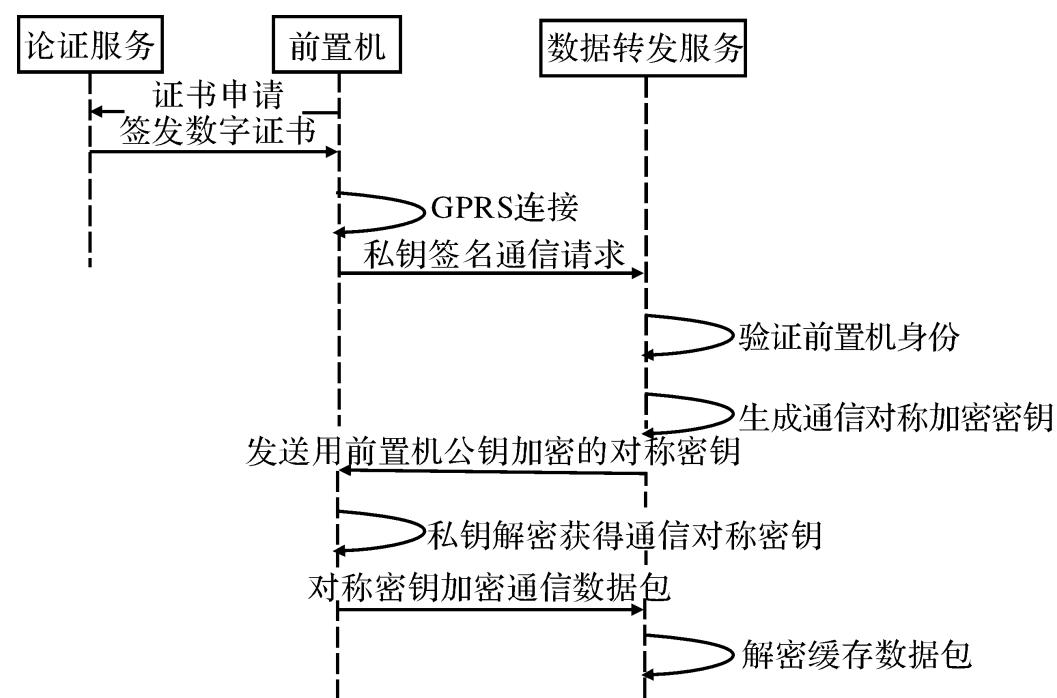 论证服务
前置机
数据转发服务
证书申请
签发数字证书
GPRS连接
私钥签名通信请求
验证前置机身份
生成通信对称加密密钥
发送用前置机公钥加密的对称密钥
私钥解密获得通信对称密钥
对称密钥加密通信数据包
解密缓存数据包